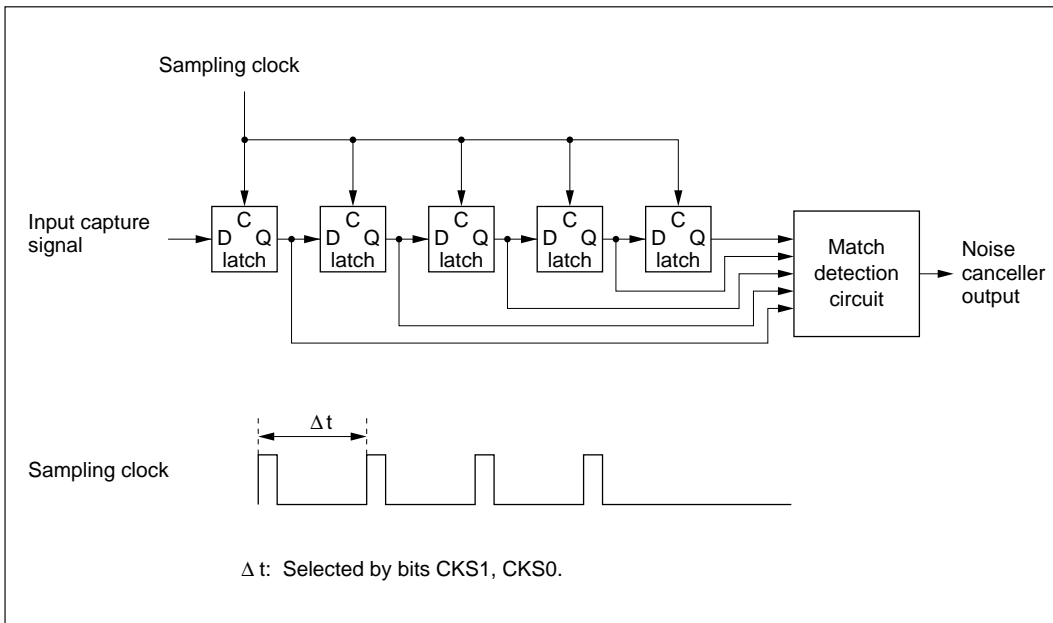 Sampling clock
Input capture
signal
C
D Q
latch
C
D Q
latch
C
D Q
latch
C
D Q
latch
C
D Q
latch
Match
detection
circuit
Noise
canceller
output
Δ t
Sampling clock
Δ t: Selected by bits CKS1, CKS0.